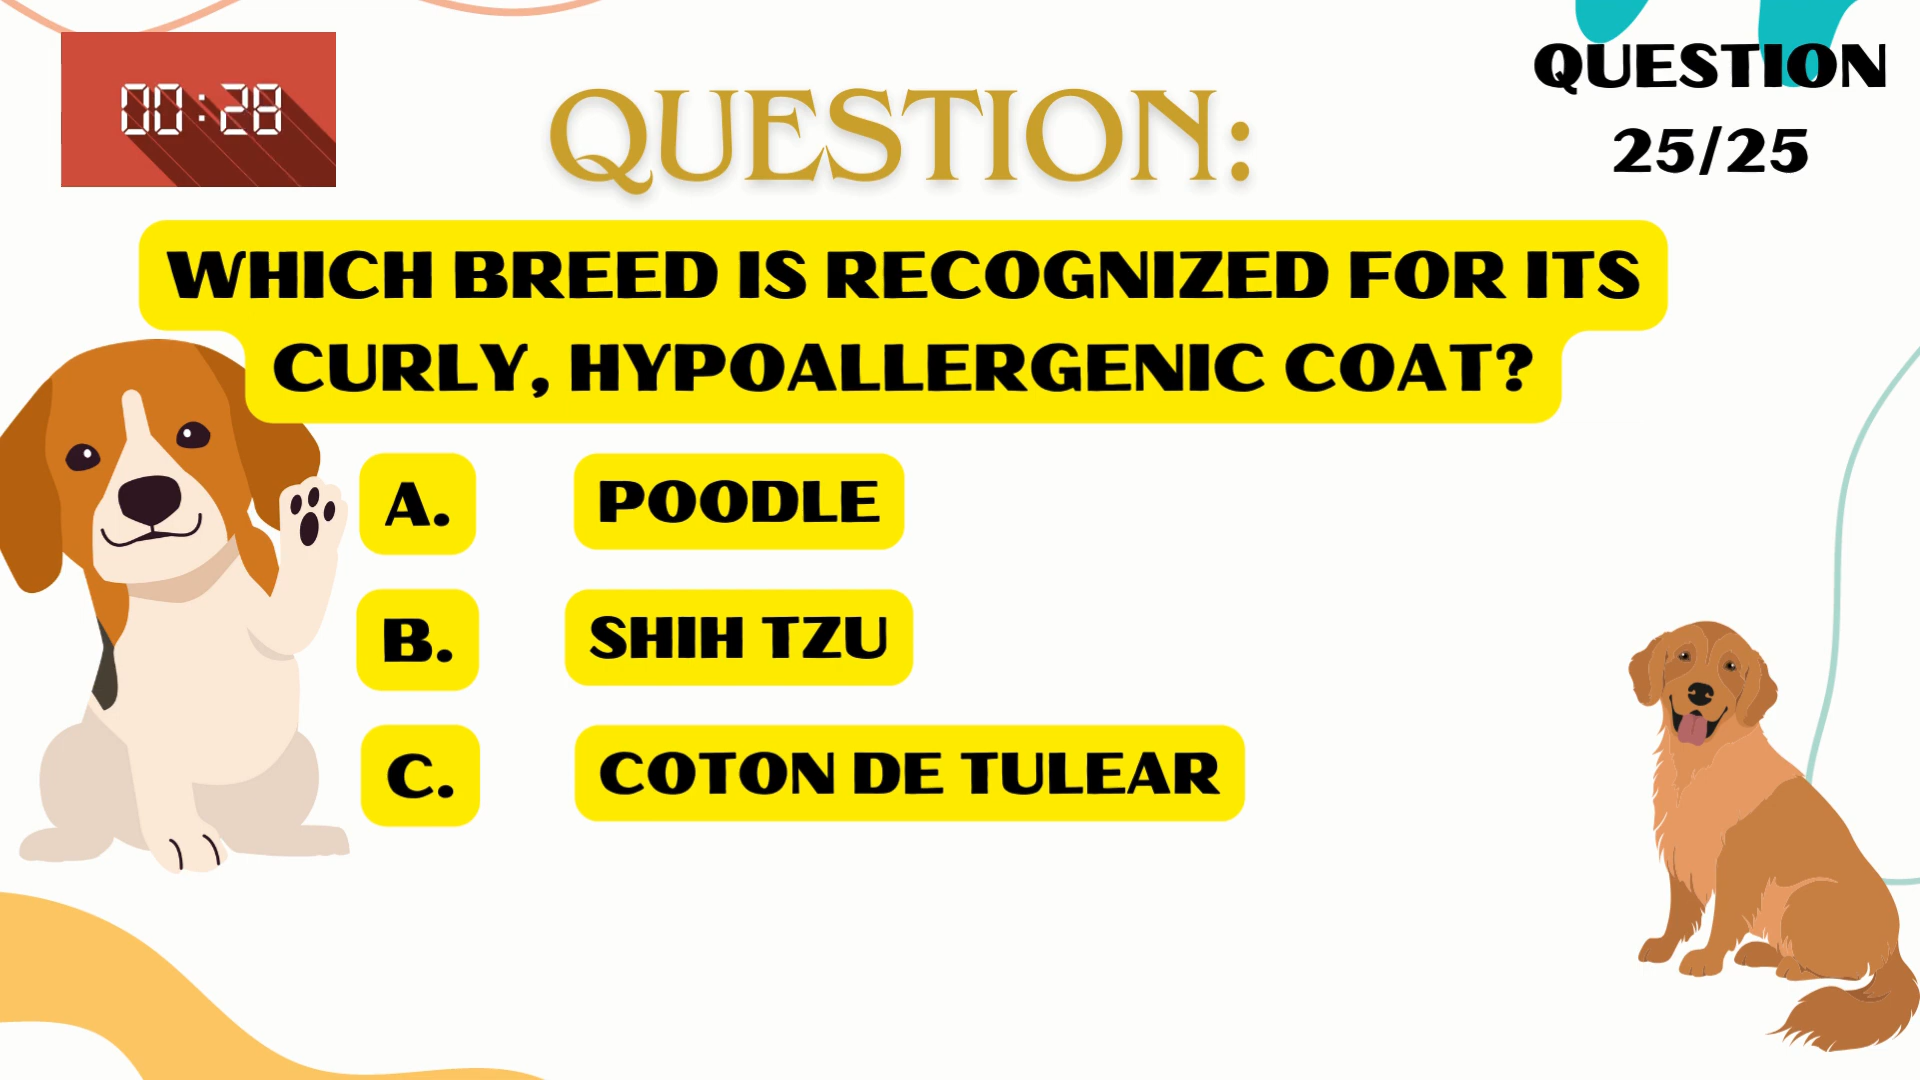 00:28
QUESTION:
QUESTION
25/25
WHICH BREED IS RECOGNIZED FOR ITS
CURLY, HYPOALLERGENIC COAT?
A. POODLE
B. SHIH TZU
C. COTON DE TULEAR